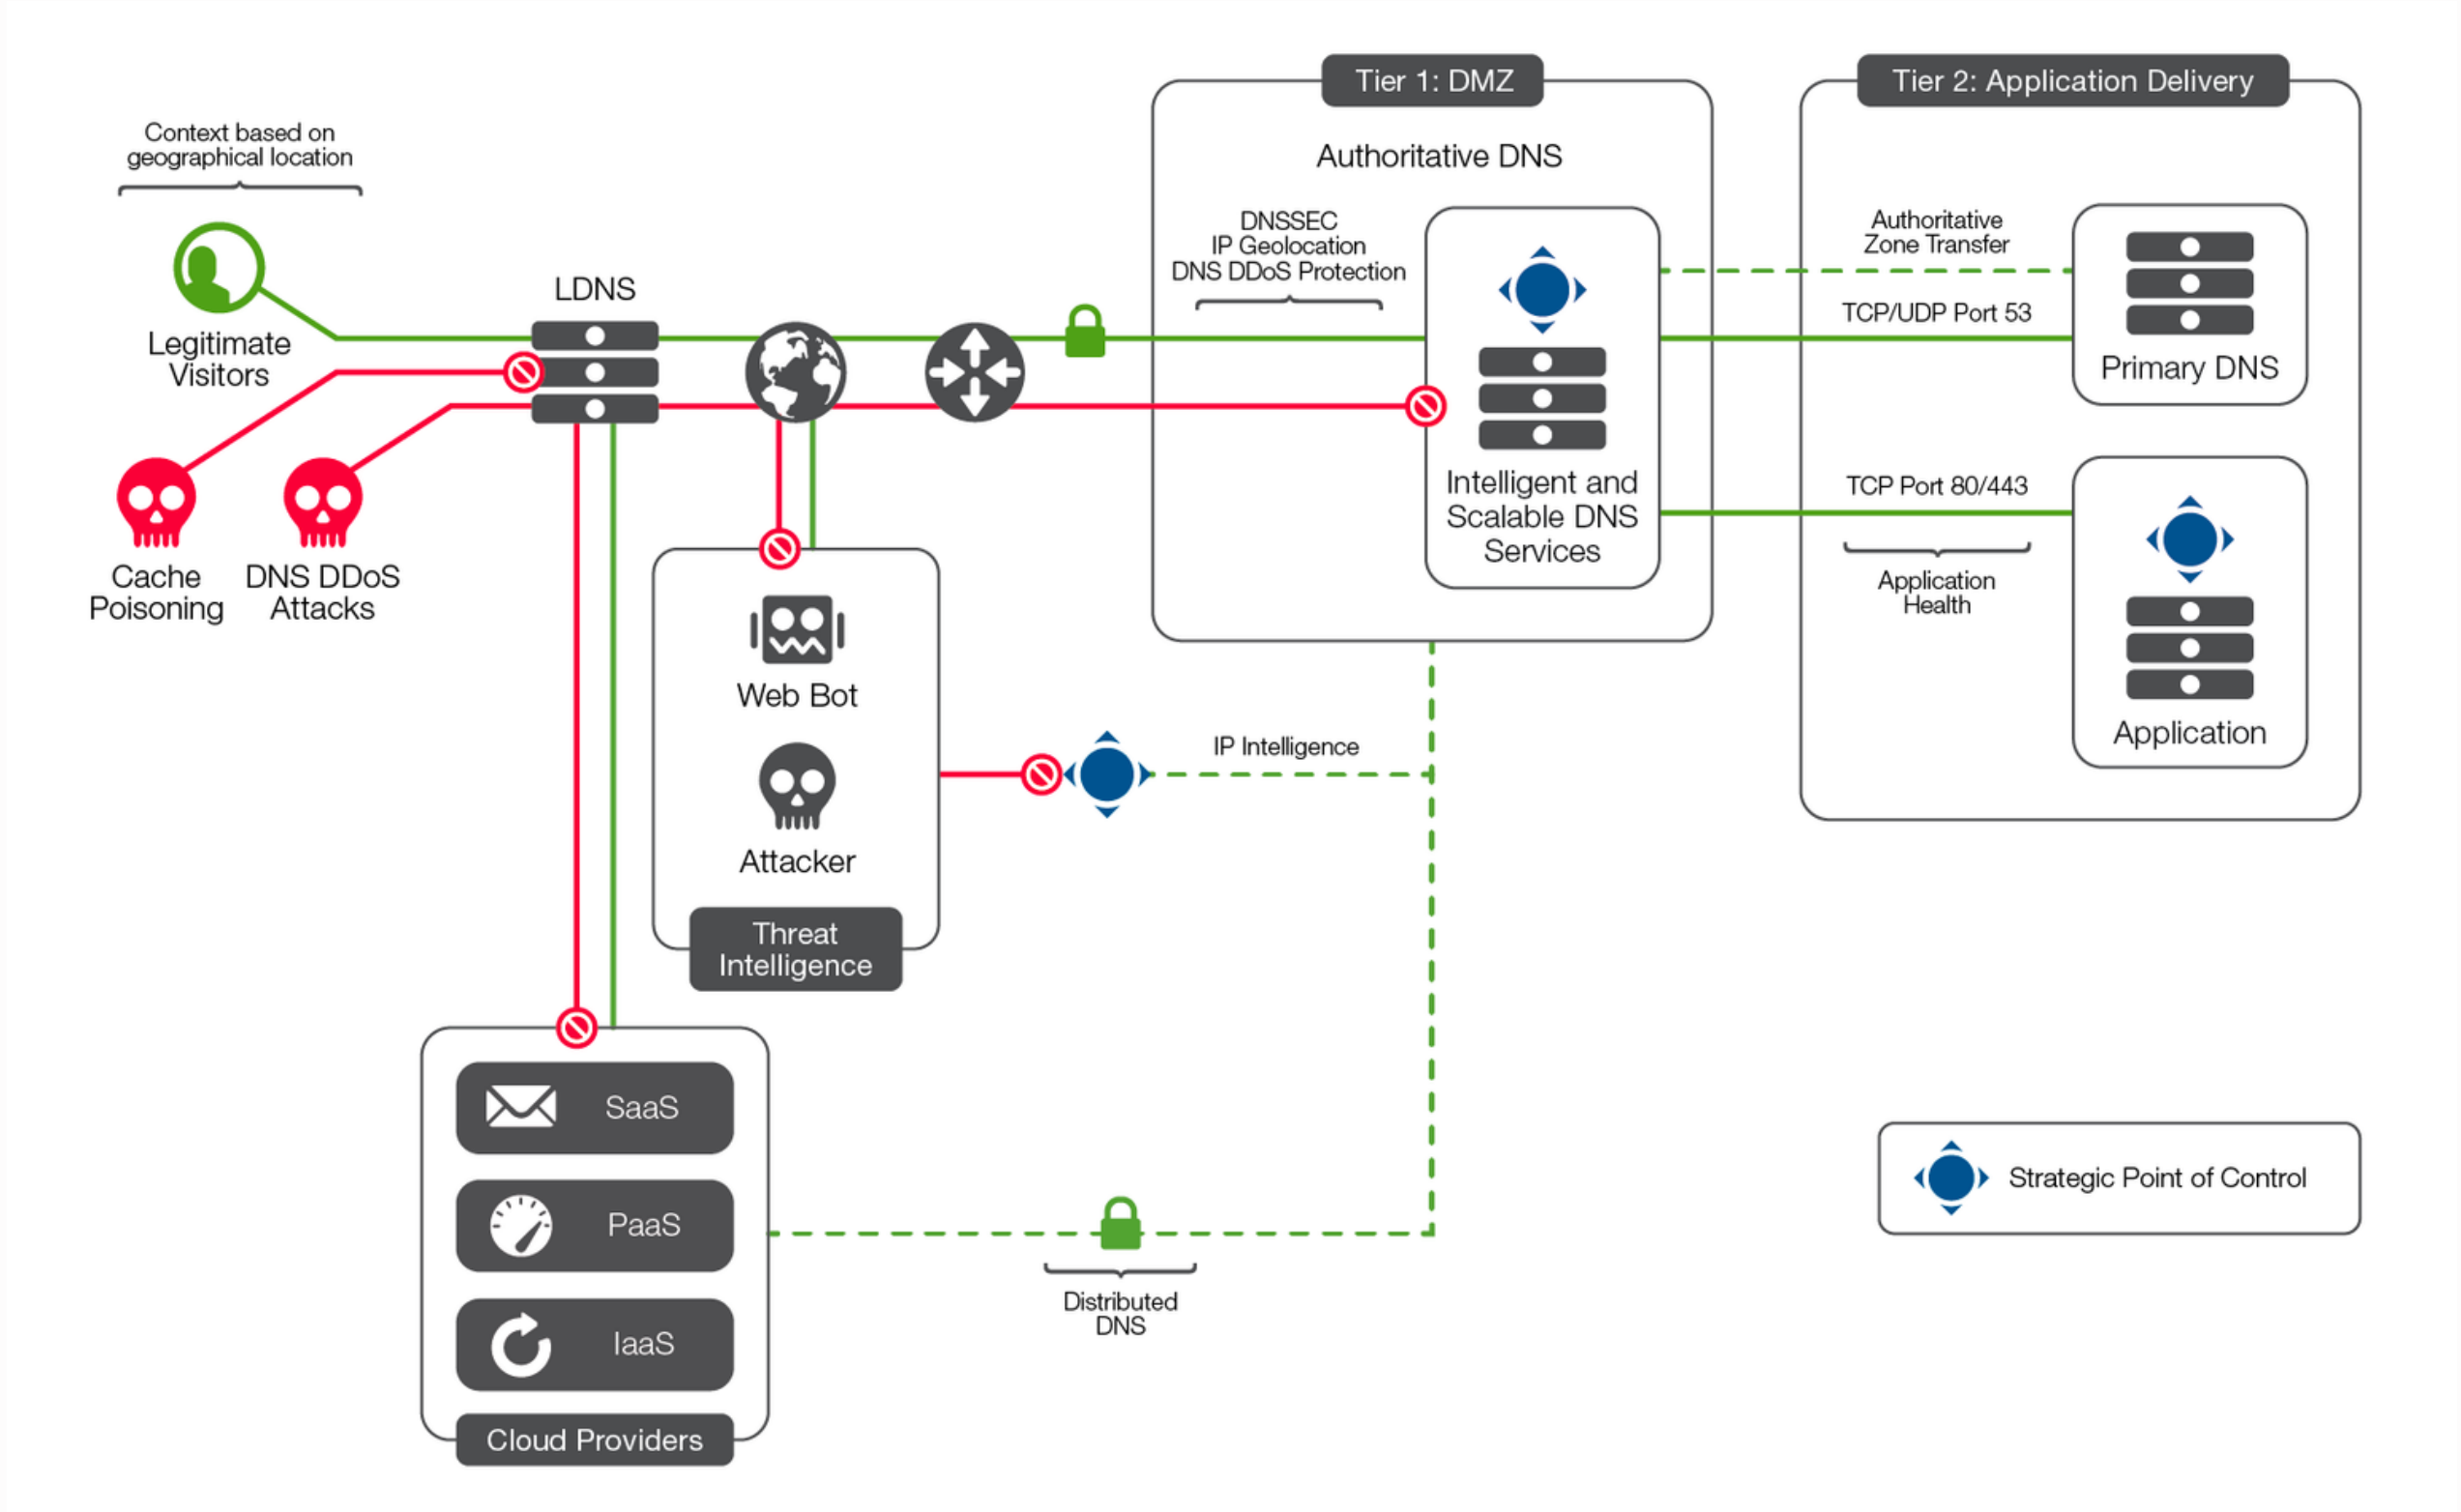 Tier 1: DMZ
Tier 2: Application Delivery
Context based on
geographical location
Authoritative DNS
DNSSEC
IP Geolocation
DNS DDoS Protection
Authoritative
Zone Transfer
LDNS
TCP/UDP Port 53
Legitimate
Visitors
Primary DNS
Intelligent and
Scalable DNS
Services
TCP Port 80/443
Application
Health
Cache
Poisoning
DNS DDoS
Attacks
Web Bot
Attacker
Threat
Intelligence
IP Intelligence
Application
SaaS
PaaS
IaaS
Cloud Providers
Distributed
DNS
Strategic Point of Control